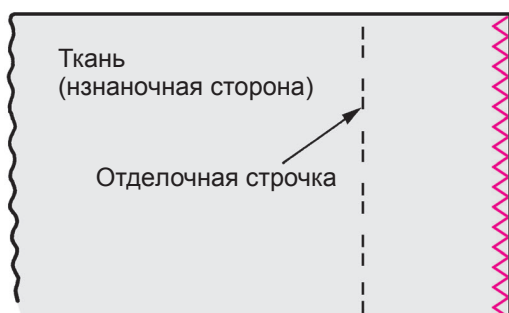 Ткань
(нзнаночная сторона)
Отделочная строчка